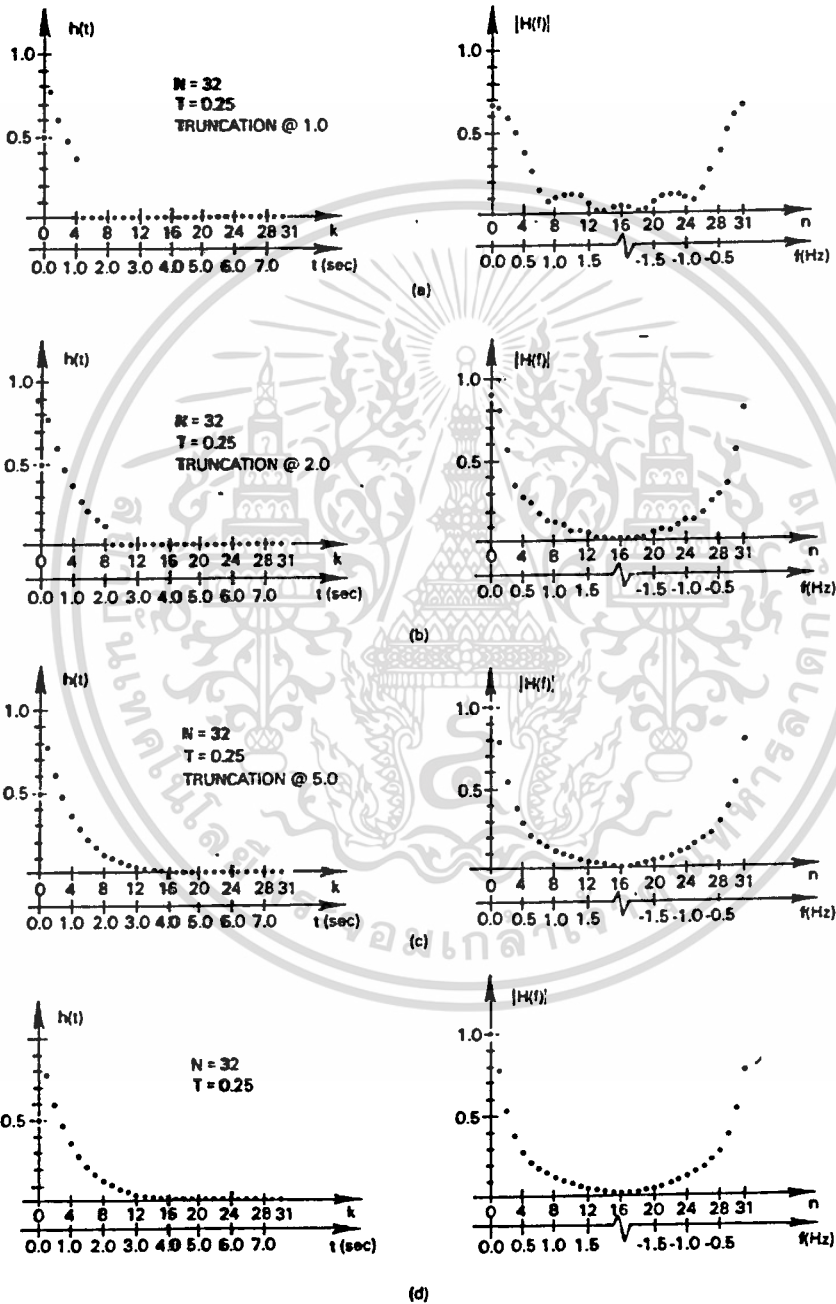 h(t)
1.0
0.5
N = 32
T = 0.25
TRUNCATION @ 1.0
0 4 8 12 16 20 24 28 31 k
0.0 1.0 2.0 3.0 4.0 5.0 6.0 7.0 t (sec)
|H(f)|
1.0
0.5
0 4 8 12 16 20 24 28 31 n
0.0 0.5 1.0 1.5 -1.5 -1.0 -0.5 f(Hz)
(a)
h(t)
1.0
0.5
N = 32
T = 0.25
TRUNCATION @ 2.0
0 4 8 12 16 20 24 28 31 k
0.0 1.0 2.0 3.0 4.0 5.0 6.0 7.0 t (sec)
|H(f)|
1.0
0.5
0 4 8 12 16 20 24 28 31 n
0.0 0.5 1.0 1.5 -1.5 -1.0 -0.5 f(Hz)
(b)
h(t)
1.0
0.5
N = 32
T = 0.25
TRUNCATION @ 5.0
0 4 8 12 16 20 24 28 31 k
0.0 1.0 2.0 3.0 4.0 5.0 6.0 7.0 t (sec)
|H(f)|
1.0
0.5
0 4 8 12 16 20 24 28 31 n
0.0 0.5 1.0 1.5 -1.5 -1.0 -0.5 f(Hz)
(c)
h(t)
0.5
N = 32
T = 0.25
0 4 8 12 16 20 24 28 31 k
0.0 1.0 2.0 3.0 4.0 5.0 6.0 7.0 t (sec)
|H(f)|
1.0
0.5
0 4 8 12 16 20 24 28 31 n
0.0 0.5 1.0 1.5 -1.5 -1.0 -0.5 f(Hz)
(d)